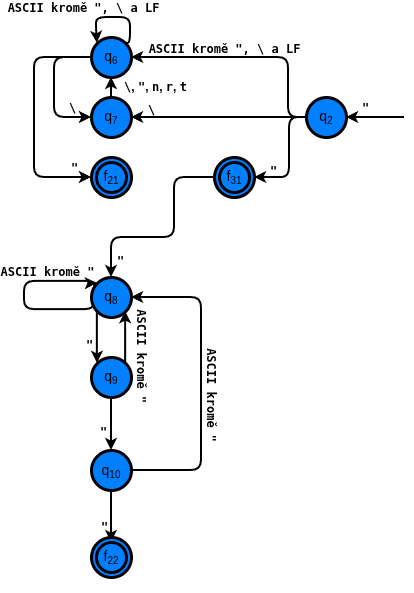 ASCII kromě ", \ a LF
ASCII kromě ", \ a LF
q6
\, ", n, r, t
\
q7
\
q2
"
"
f21
f31
"
"
ASCII kromě "
q8
"
ASCII kromě "
q9
ASCII kromě "
"
q10
"
f22